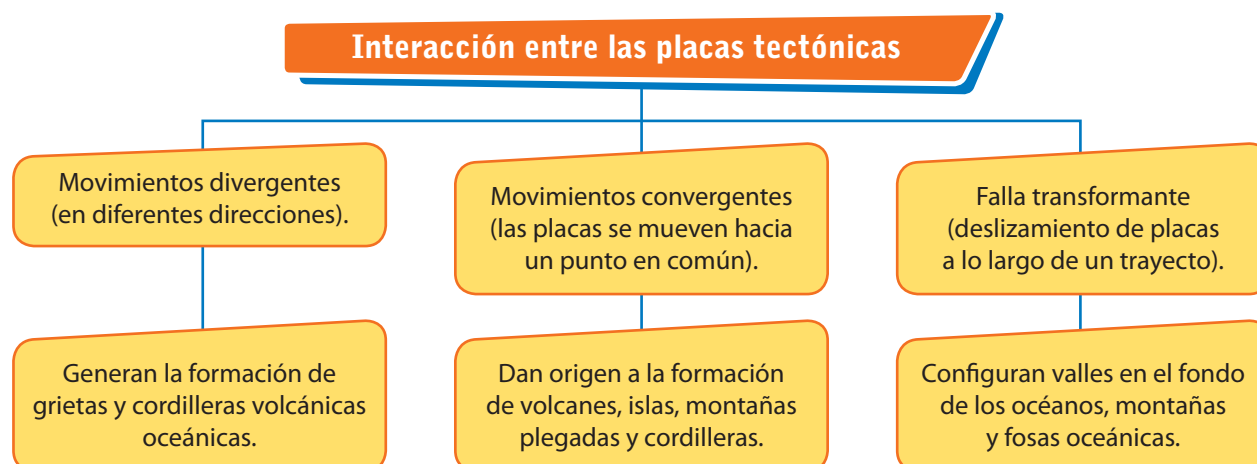 Interacción entre las placas tectónicas
Movimientos divergentes
(en diferentes direcciones).
Movimientos convergentes
(las placas se mueven hacia
un punto en común).
Falla transformante
(deslizamiento de placas
a lo largo de un trayecto).
Generan la formación de
grietas y cordilleras volcánicas
oceánicas.
Dan origen a la formación
de volcanes, islas, montañas
plegadas y cordilleras.
Configuran valles en el fondo
de los océanos, montañas
y fosas oceánicas.